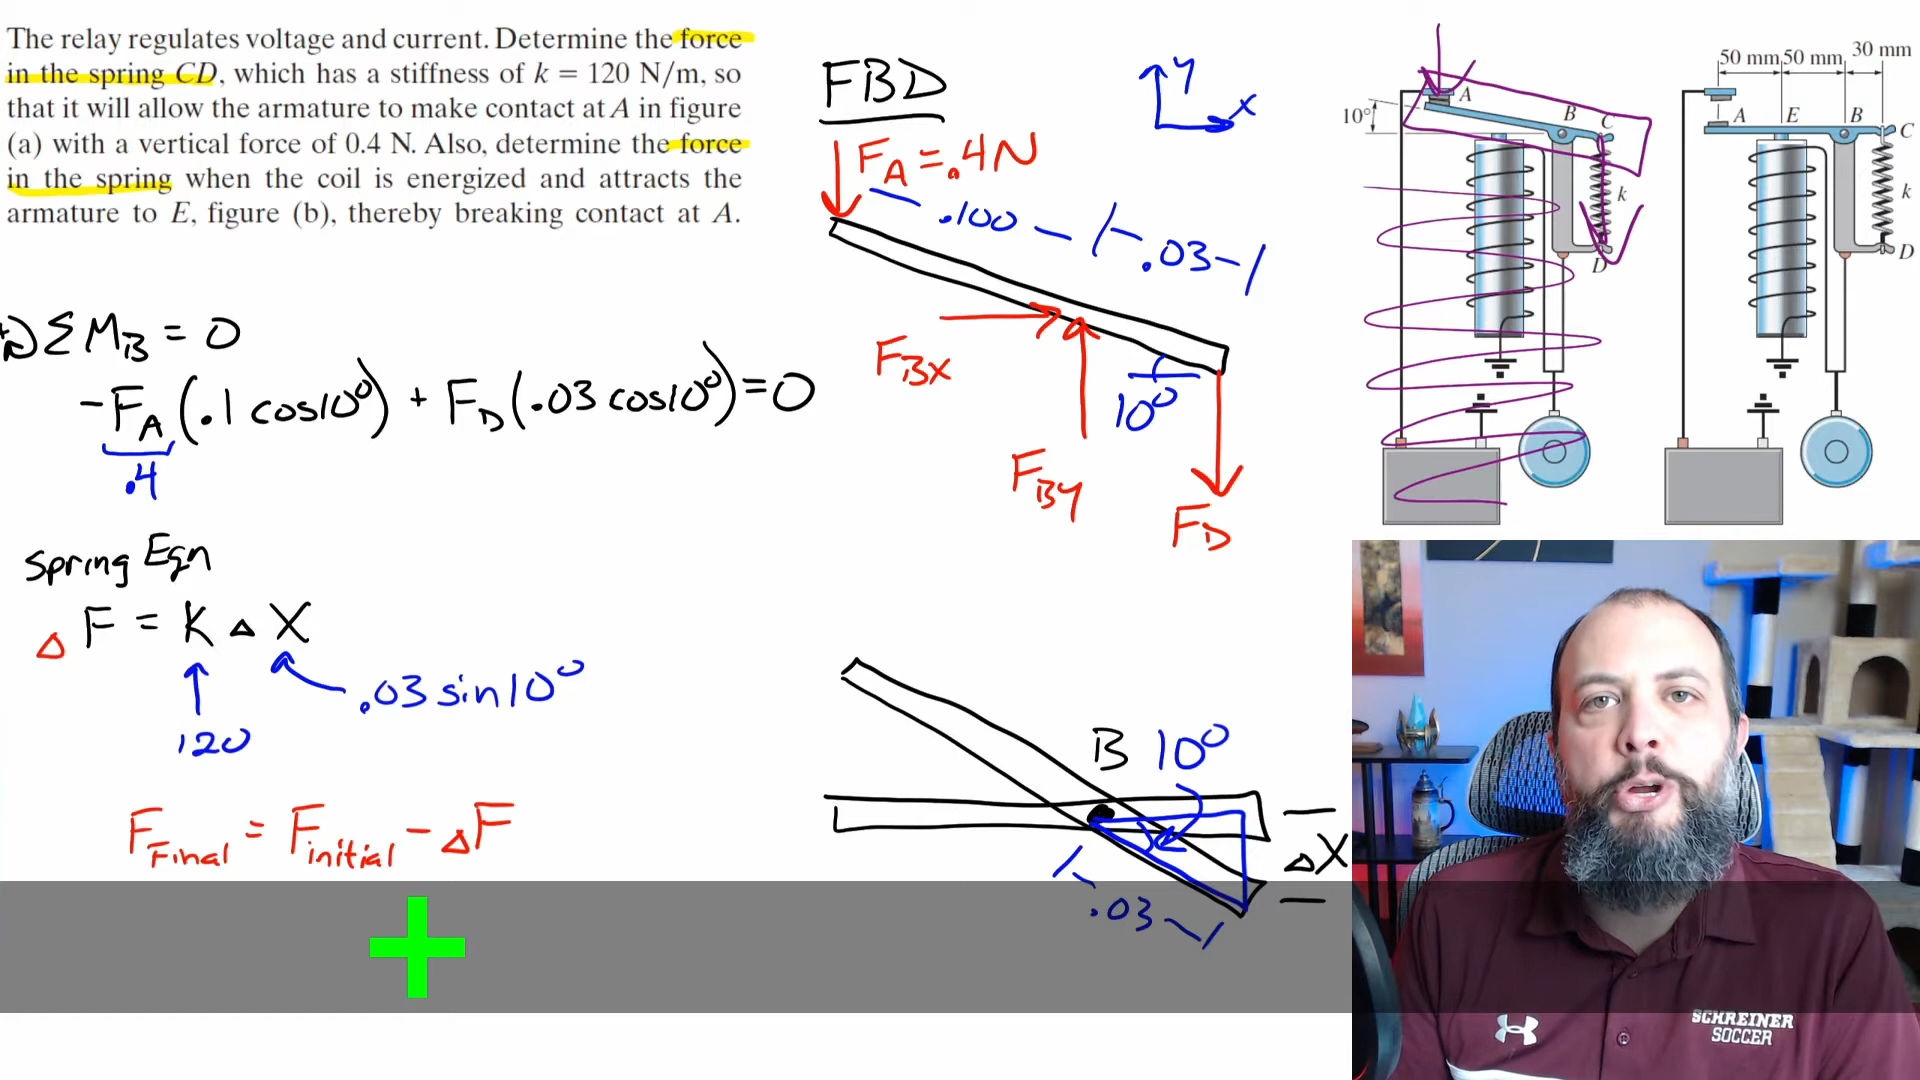 The relay regulates voltage and current. Determine the force
in the spring CD, which has a stiffness of k = 120 N/m, so
that it will allow the armature to make contact at A in figure
(a) with a vertical force of 0.4 N. Also, determine the force
in the spring when the coil is energized and attracts the
armature to E, figure (b), thereby breaking contact at A.
ΣM_B = 0
-F_A (.1 cos10°) + F_D (.03 cos10°) = 0
.4
Spring Eqn
Δ F = K Δ X
.03 sin10°
120
F_Final = F_initial - ΔF
FBD
Y
X
F_A = .4N
.100
.03
F_BX
10°
F_BY
F_D
B 10°
ΔX
.03
10°
A
B
C
k
D
50 mm 50 mm 30 mm
A E B C
k
D
SCHREINER
SOCCER